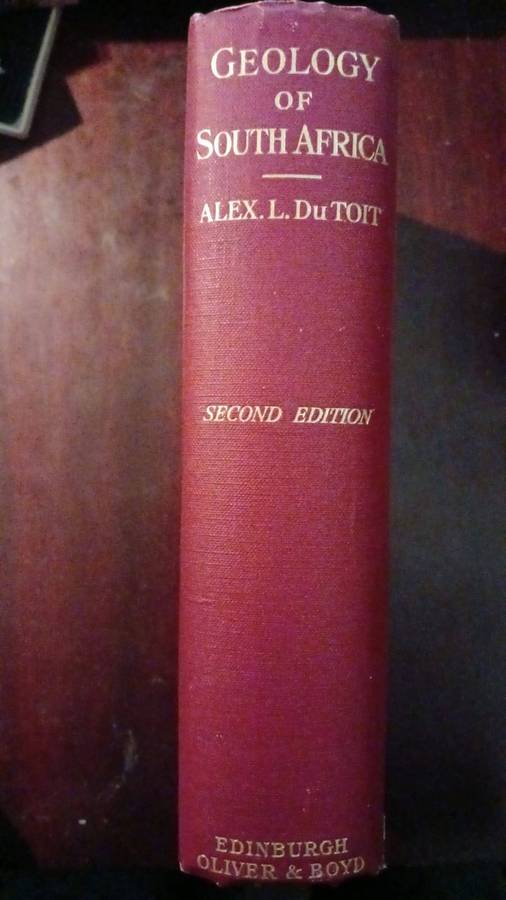 GEOLOGY
OF
SOUTH AFRICA
ALEX. L. Du TOIT
SECOND EDITION
EDINBURGH
OLIVER & BOYD